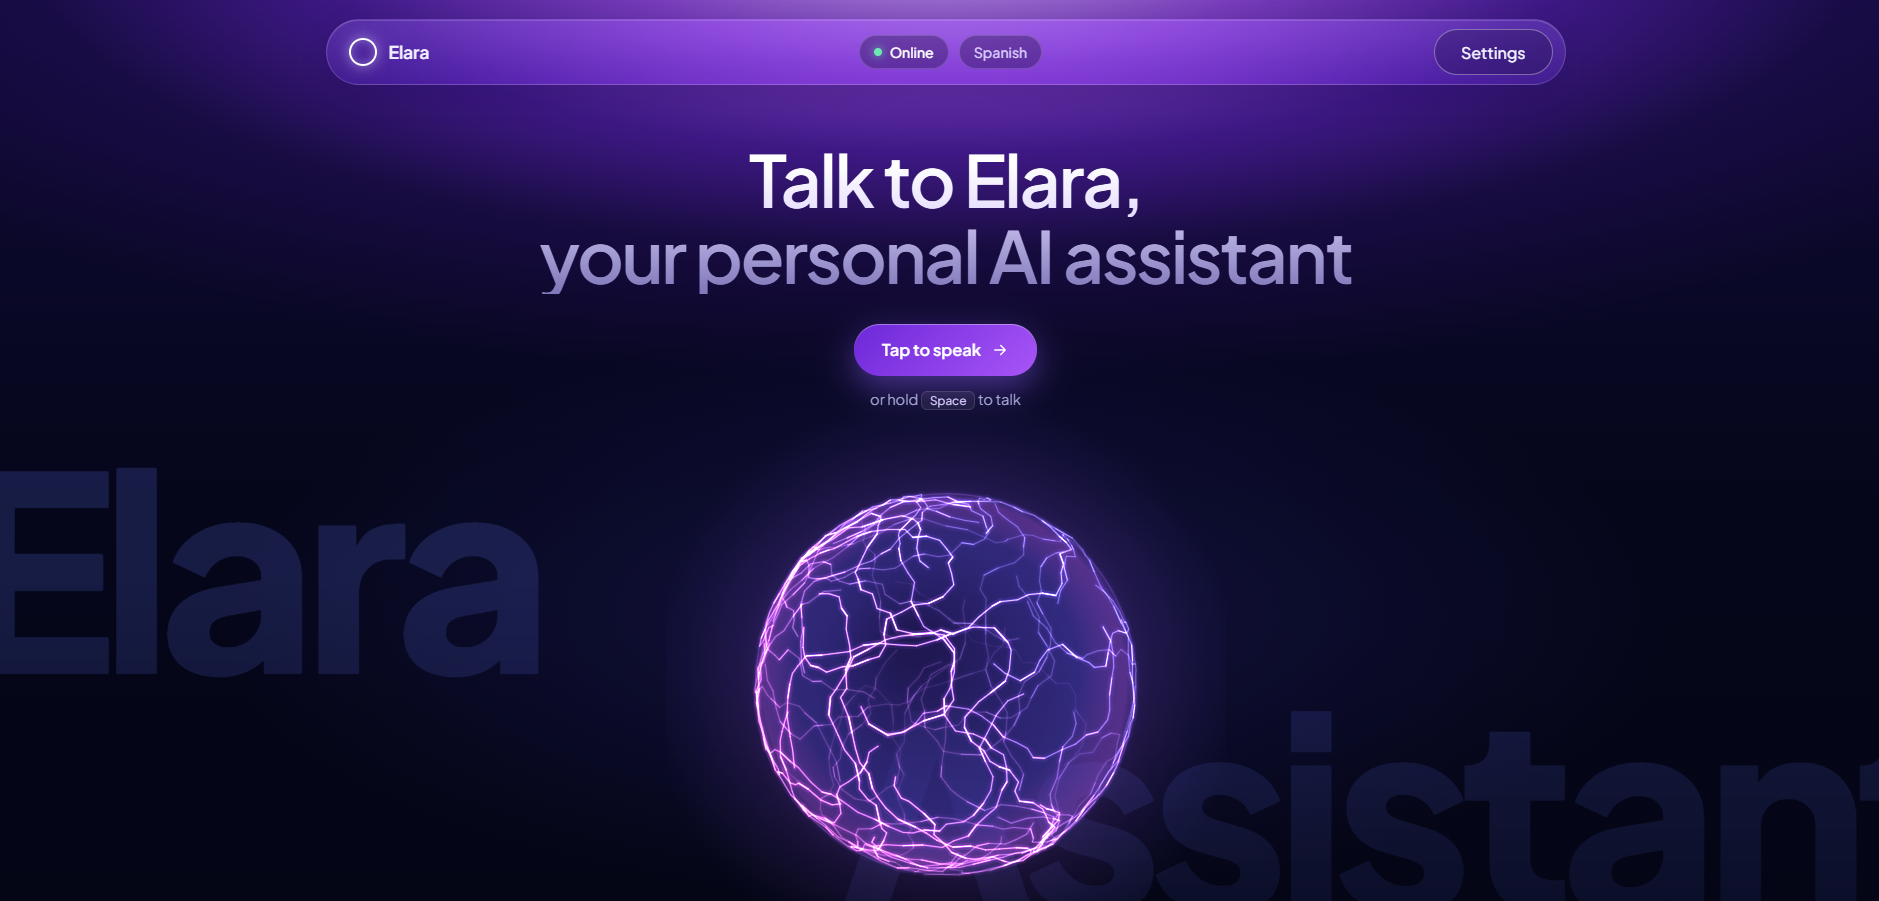 Elara
Online
Spanish
Settings
Talk to Elara,
your personal AI assistant
Tap to speak →
or hold Space to talk
Elara
Assistant